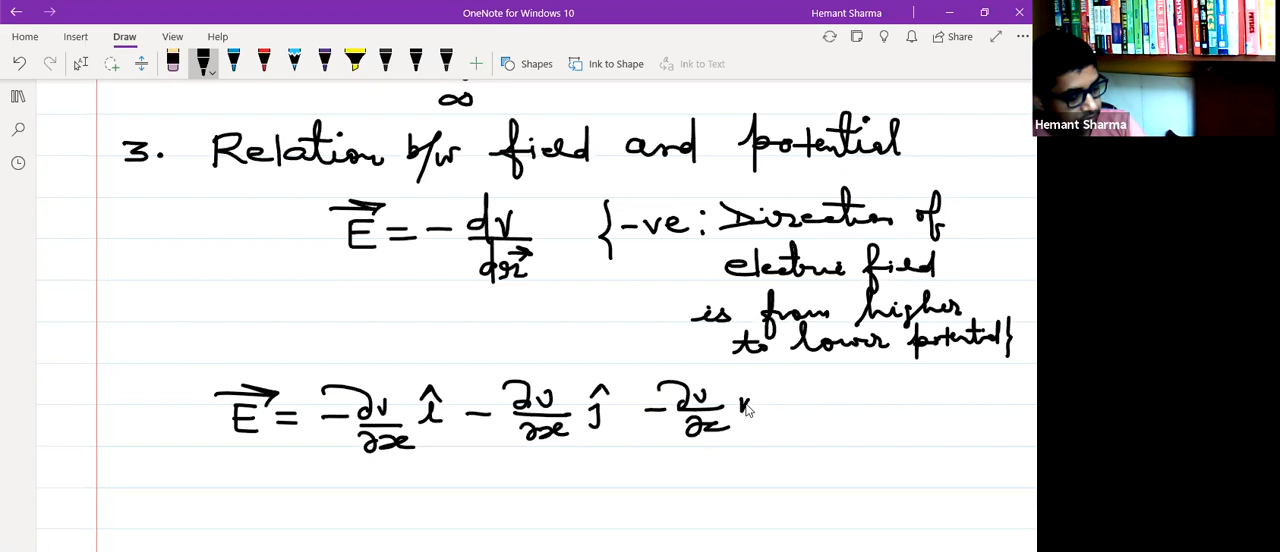 OneNote for Windows 10
Hemant Sharma
Home Insert Draw View Help
Share
Shapes Ink to Shape Ink to Text
Hemant Sharma
∞
3. Relation b/w field and potential
E⃗ = - dv/dr⃗ {-ve : Direction of
electric field
is from higher
to lower potential}
E⃗ = -∂v/∂x î - ∂v/∂x ĵ - ∂v/∂z k
PHYSICS